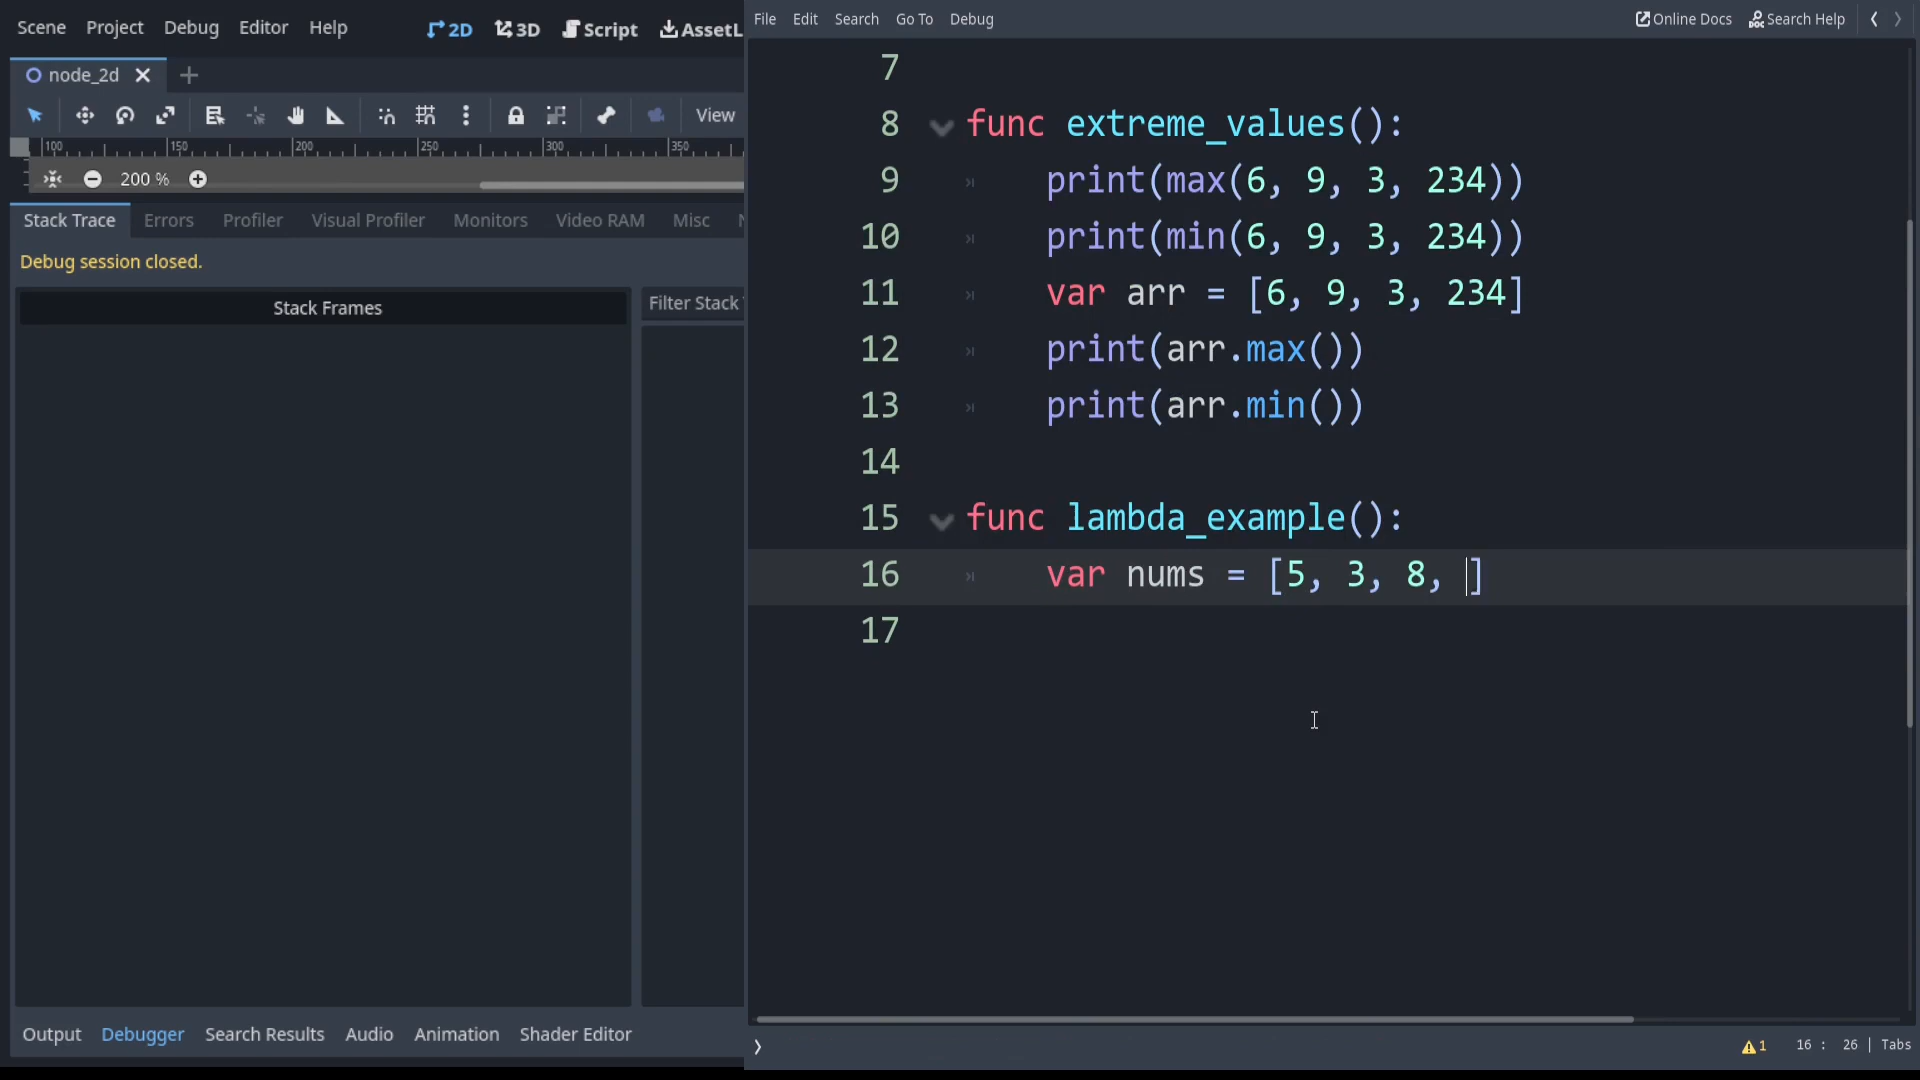 Scene Project Debug Editor Help 2D 3D Script AssetL
node_2d
View
100 150 200 250 300 350
200 %
Stack Trace Errors Profiler Visual Profiler Monitors Video RAM Misc
Debug session closed.
Stack Frames
Filter Stack
Output Debugger Search Results Audio Animation Shader Editor
File Edit Search Go To Debug Online Docs Search Help
7
8 func extreme_values():
9 print(max(6, 9, 3, 234))
10 print(min(6, 9, 3, 234))
11 var arr = [6, 9, 3, 234]
12 print(arr.max())
13 print(arr.min())
14
15 func lambda_example():
16 var nums = [5, 3, 8, ]
17
1 16 : 26 | Tabs